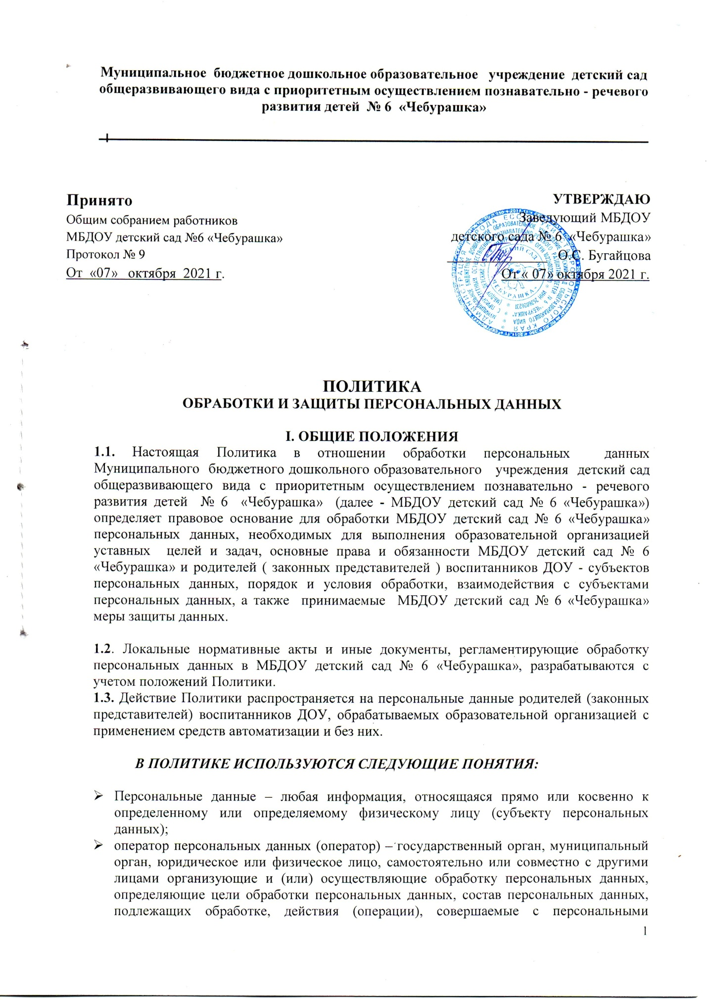 Муниципальное бюджетное дошкольное образовательное учреждение детский сад
общеразвивающего вида с приоритетным осуществлением познавательно - речевого
развития детей № 6 «Чебурашка»
Принято
Общим собранием работников
МБДОУ детский сад №6 «Чебурашка»
Протокол № 9
От «07» октября 2021 г.
УТВЕРЖДАЮ
Заведующий МБДОУ
детского сада № 6 «Чебурашка»
О.С. Бугайцова
От « 07» октября 2021 г.
ПОЛИТИКА
ОБРАБОТКИ И ЗАЩИТЫ ПЕРСОНАЛЬНЫХ ДАННЫХ
I. ОБЩИЕ ПОЛОЖЕНИЯ
1.1. Настоящая Политика в отношении обработки персональных данных
Муниципального бюджетного дошкольного образовательного учреждения детский сад
общеразвивающего вида с приоритетным осуществлением познавательно - речевого
развития детей № 6 «Чебурашка» (далее - МБДОУ детский сад № 6 «Чебурашка»)
определяет правовое основание для обработки МБДОУ детский сад № 6 «Чебурашка»
персональных данных, необходимых для выполнения образовательной организацией
уставных целей и задач, основные права и обязанности МБДОУ детский сад № 6
«Чебурашка» и родителей ( законных представителей ) воспитанников ДОУ - субъектов
персональных данных, порядок и условия обработки, взаимодействия с субъектами
персональных данных, а также принимаемые МБДОУ детский сад № 6 «Чебурашка»
меры защиты данных.
1.2. Локальные нормативные акты и иные документы, регламентирующие обработку
персональных данных в МБДОУ детский сад № 6 «Чебурашка», разрабатываются с
учетом положений Политики.
1.3. Действие Политики распространяется на персональные данные родителей (законных
представителей) воспитанников ДОУ, обрабатываемых образовательной организацией с
применением средств автоматизации и без них.
В ПОЛИТИКЕ ИСПОЛЬЗУЮТСЯ СЛЕДУЮЩИЕ ПОНЯТИЯ:
➢ Персональные данные – любая информация, относящаяся прямо или косвенно к
определенному или определяемому физическому лицу (субъекту персональных
данных);
➢ оператор персональных данных (оператор) – государственный орган, муниципальный
орган, юридическое или физическое лицо, самостоятельно или совместно с другими
лицами организующие и (или) осуществляющие обработку персональных данных,
определяющие цели обработки персональных данных, состав персональных данных,
подлежащих обработке, действия (операции), совершаемые с персональными
1